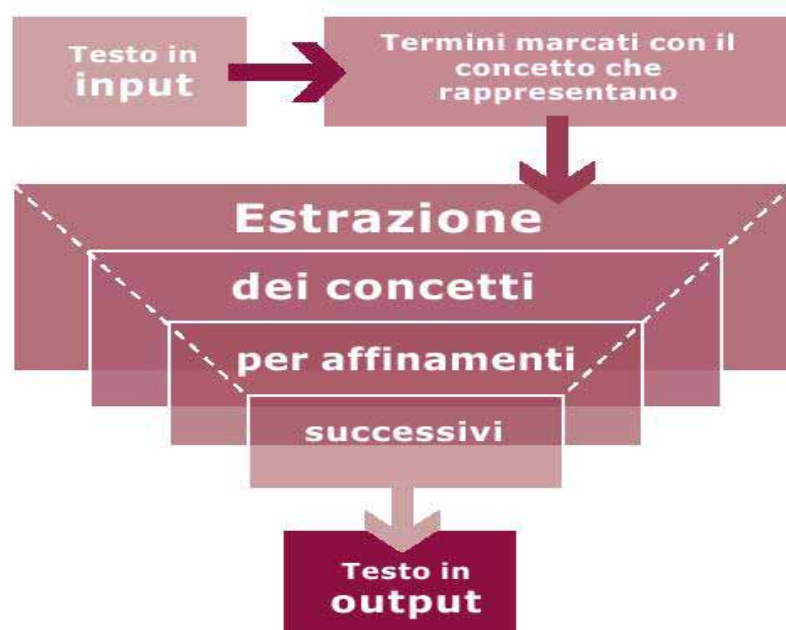 Testo in
input
Termini marcati con il
concetto che
rappresentano
Estrazione
dei concetti
per affinamenti
successivi
Testo in
output